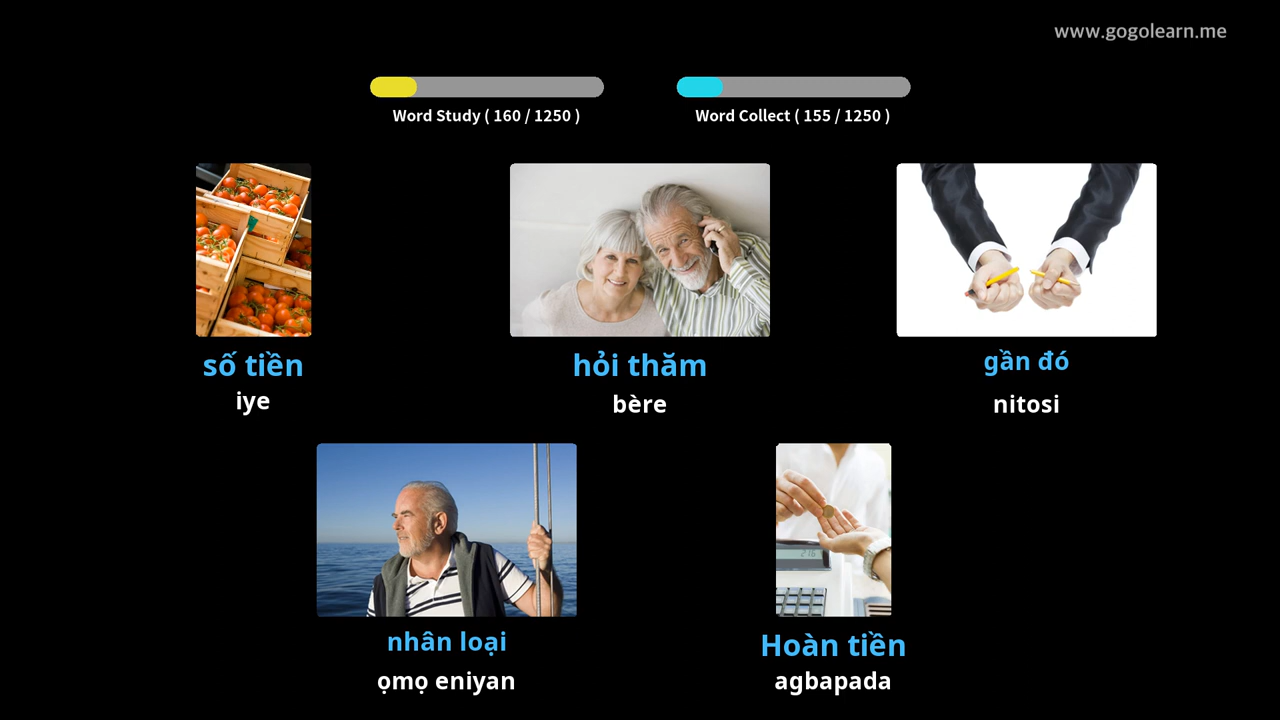 www.gogolearn.me
Word Study ( 160 / 1250 )
Word Collect ( 155 / 1250 )
số tiền
iye
hỏi thăm
bère
gần đó
nitosi
nhân loại
ọmọ eniyan
Hoàn tiền
agbapada